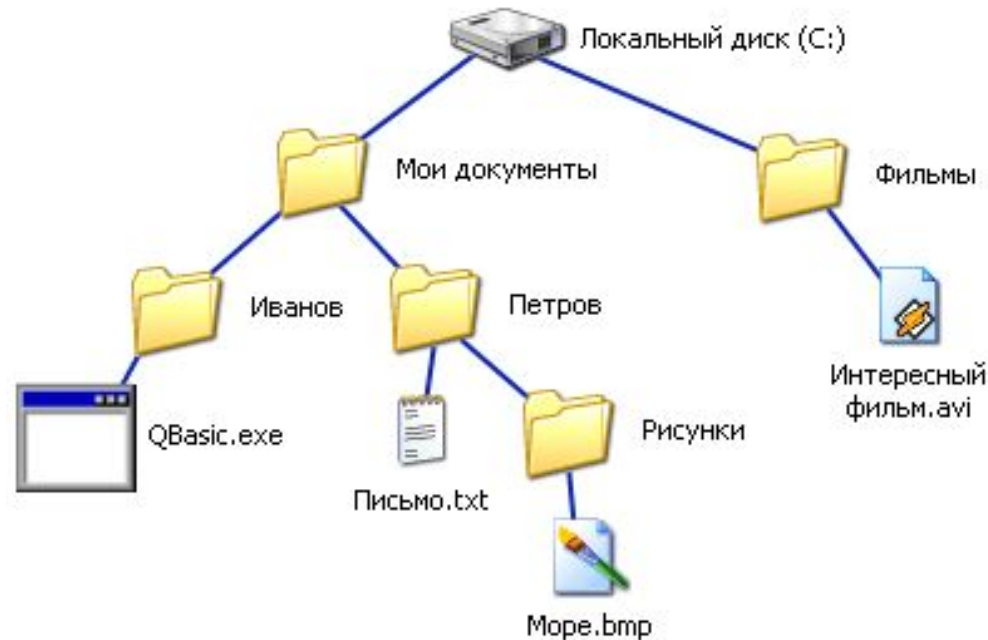 Локальный диск (C:)
Мои документы
Фильмы
Иванов
Петров
Интересный
фильм.avi
QBasic.exe
Рисунки
Письмо.txt
Море.bmp